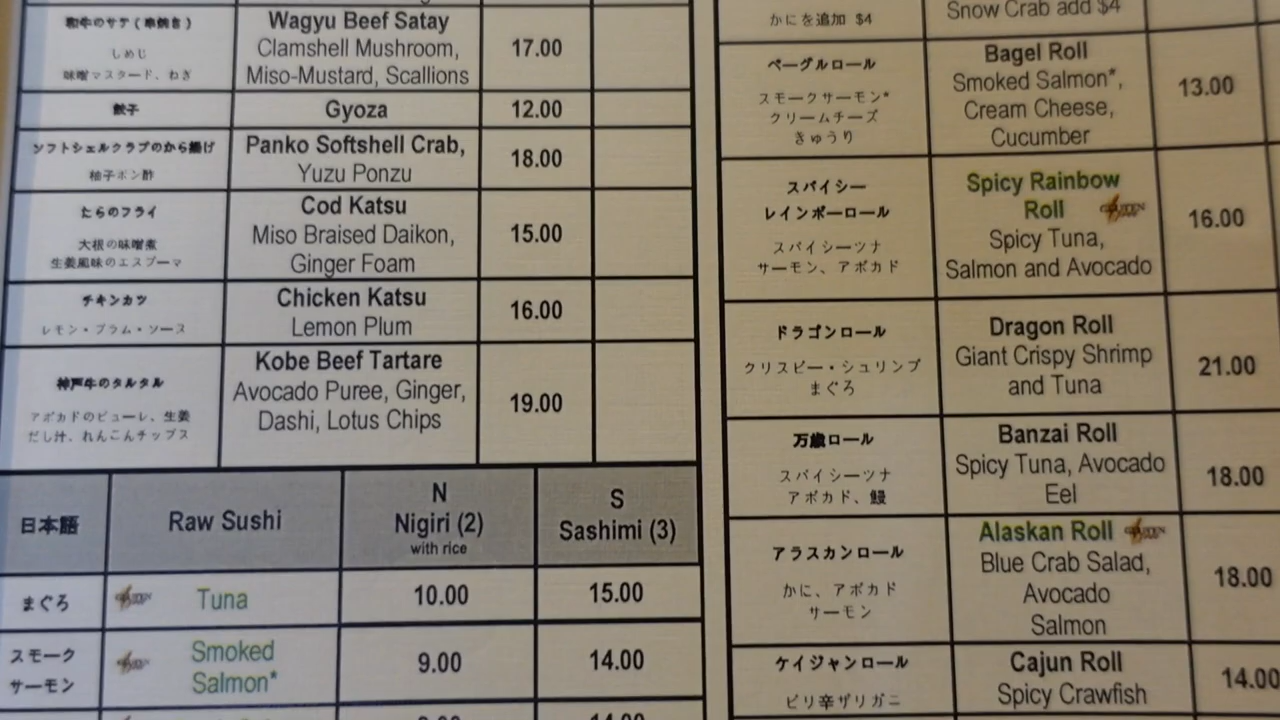 和牛のサテ(串焼き)
しめじ
味噌マスタード、ねぎ
Wagyu Beef Satay
Clamshell Mushroom,
Miso-Mustard, Scallions
17.00
餃子
Gyoza
12.00
ソフトシェルクラブのから揚げ
柚子ポン酢
Panko Softshell Crab,
Yuzu Ponzu
18.00
たらのフライ
大根の味噌煮
生姜風味のエスプーマ
Cod Katsu
Miso Braised Daikon,
Ginger Foam
15.00
チキンカツ
レモン・プラム・ソース
Chicken Katsu
Lemon Plum
16.00
神戸牛のタルタル
アボカドのピューレ、生姜
だし汁、れんこんチップス
Kobe Beef Tartare
Avocado Puree, Ginger,
Dashi, Lotus Chips
19.00
日本語
Raw Sushi
N
Nigiri (2)
with rice
S
Sashimi (3)
まぐろ
Tuna
10.00
15.00
スモーク
サーモン
Smoked
Salmon*
9.00
14.00
かにを追加 $4
Snow Crab add $4
ベーグルロール
スモークサーモン*
クリームチーズ
きゅうり
Bagel Roll
Smoked Salmon*,
Cream Cheese,
Cucumber
13.00
スパイシー
レインボーロール
スパイシーツナ
サーモン、アボカド
Spicy Rainbow
Roll
Spicy Tuna,
Salmon and Avocado
16.00
ドラゴンロール
クリスピー・シュリンプ
まぐろ
Dragon Roll
Giant Crispy Shrimp
and Tuna
21.00
万歳ロール
スパイシーツナ
アボカド、鰻
Banzai Roll
Spicy Tuna, Avocado
Eel
18.00
アラスカンロール
かに、アボカド
サーモン
Alaskan Roll
Blue Crab Salad,
Avocado
Salmon
18.00
ケイジャンロール
ピリ辛ザリガニ
Cajun Roll
Spicy Crawfish
14.00